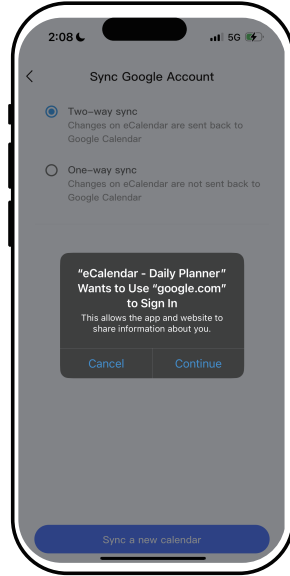 2:08 5G
Sync Google Account
Two-way sync
Changes on eCalendar are sent back to
Google Calendar
One-way sync
Changes on eCalendar are not sent back to
Google Calendar
“eCalendar - Daily Planner”
Wants to Use “google.com”
to Sign In
This allows the app and website to
share information about you.
Cancel Continue
Sync a new calendar